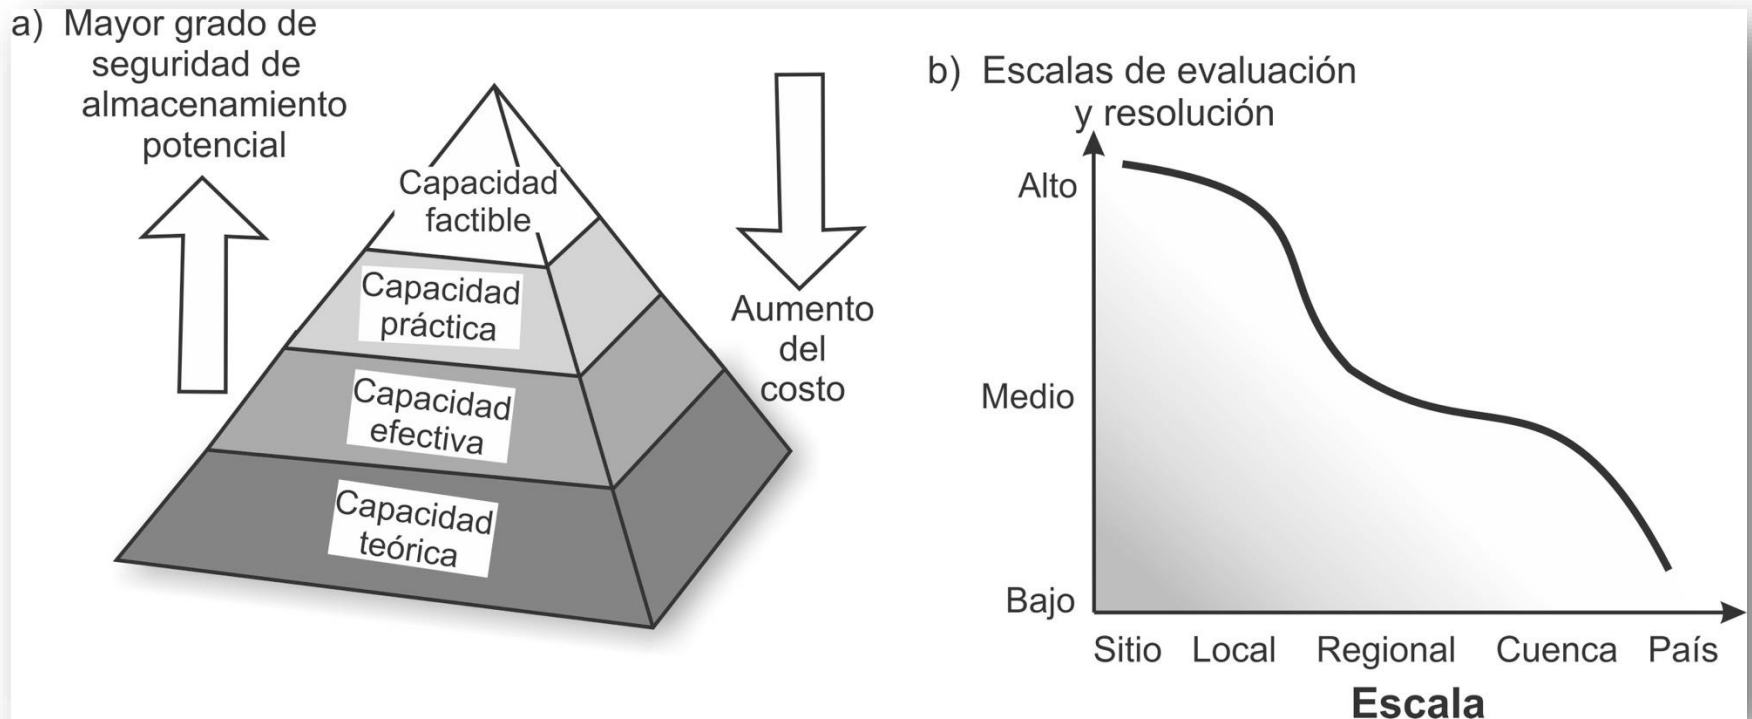 a) Mayor grado de
seguridad de
almacenamiento
potencial
Capacidad
factible
Capacidad
práctica
Capacidad
efectiva
Capacidad
teórica
Aumento
del
costo
b) Escalas de evaluación
y resolución
Alto
Medio
Bajo
Sitio Local Regional Cuenca País
Escala